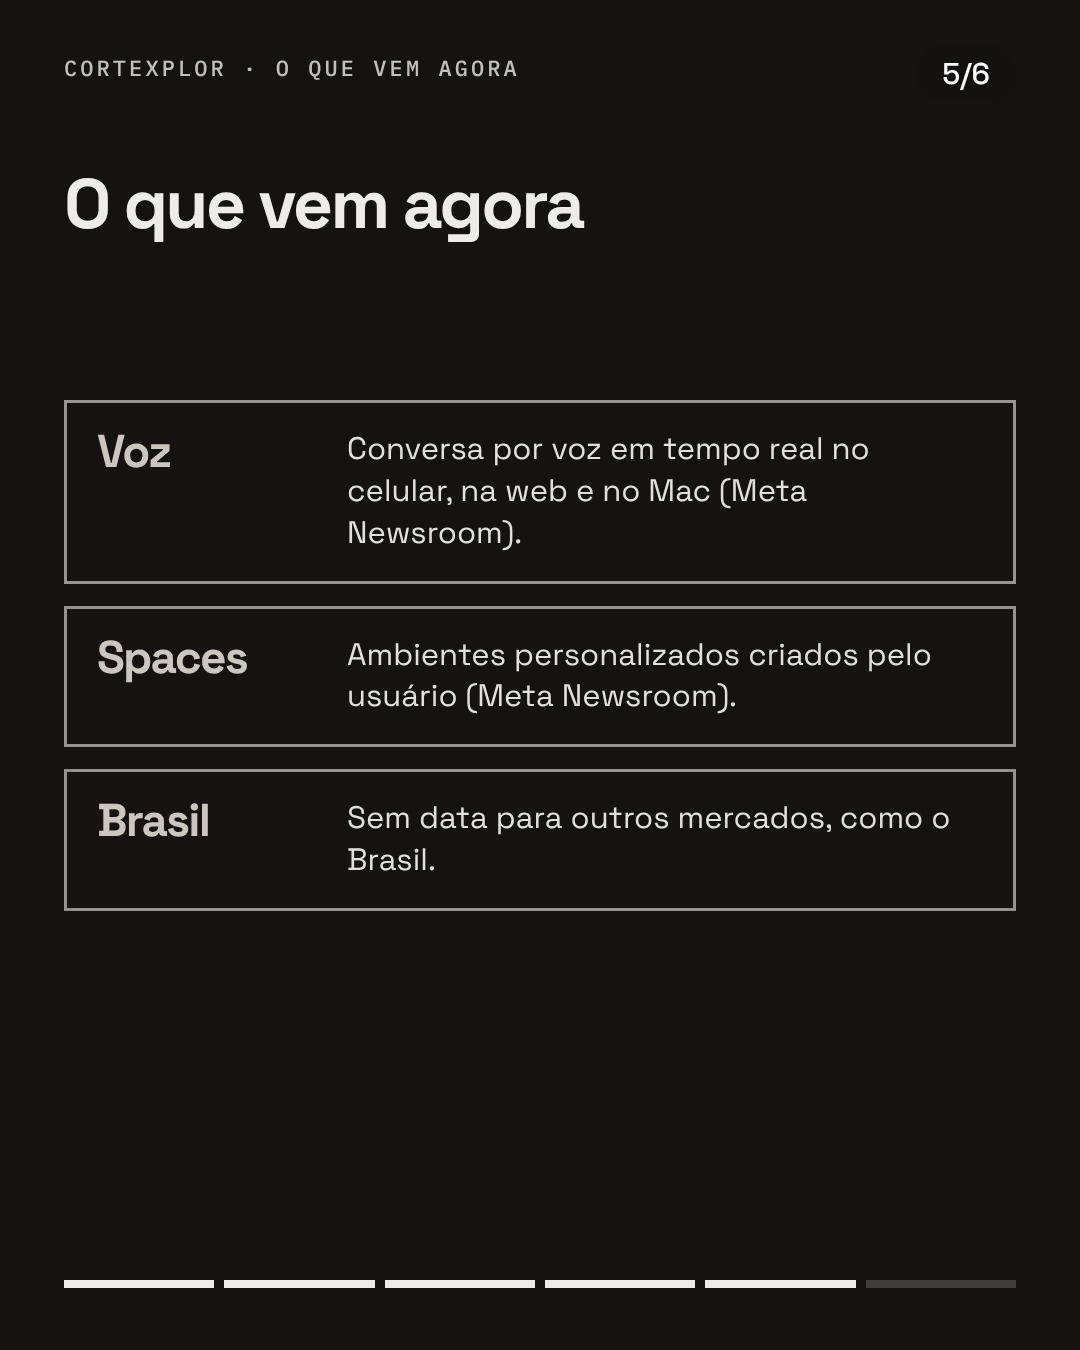 CORTEXPLOR · O QUE VEM AGORA
5/6
O que vem agora
Voz
Conversa por voz em tempo real no
celular, na web e no Mac (Meta
Newsroom).
Spaces
Ambientes personalizados criados pelo
usuário (Meta Newsroom).
Brasil
Sem data para outros mercados, como o
Brasil.